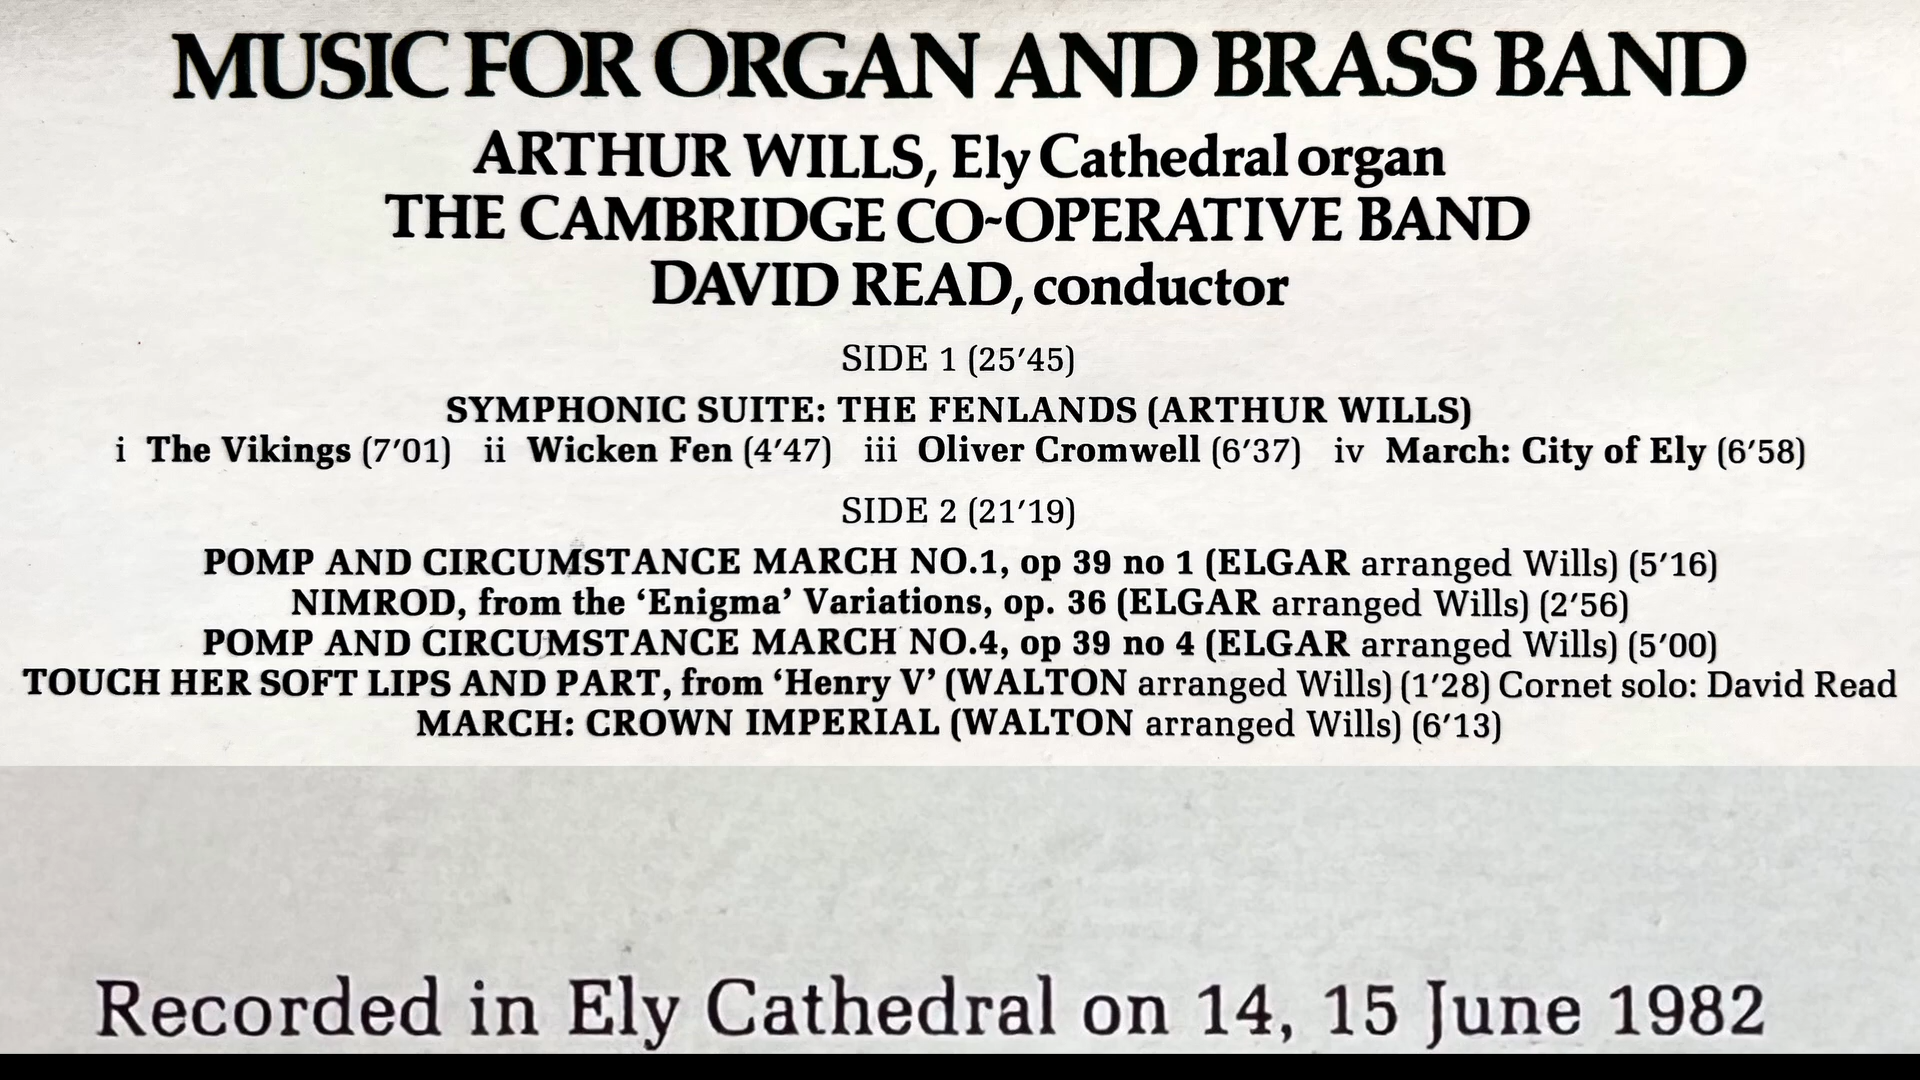 MUSIC FOR ORGAN AND BRASS BAND
ARTHUR WILLS, Ely Cathedral organ
THE CAMBRIDGE CO-OPERATIVE BAND
DAVID READ, conductor
SIDE 1 (25′45)
SYMPHONIC SUITE: THE FENLANDS (ARTHUR WILLS)
i The Vikings (7′01) ii Wicken Fen (4′47) iii Oliver Cromwell (6′37) iv March: City of Ely (6′58)
SIDE 2 (21′19)
POMP AND CIRCUMSTANCE MARCH NO.1, op 39 no 1 (ELGAR arranged Wills) (5′16)
NIMROD, from the ‘Enigma’ Variations, op. 36 (ELGAR arranged Wills) (2′56)
POMP AND CIRCUMSTANCE MARCH NO.4, op 39 no 4 (ELGAR arranged Wills) (5′00)
TOUCH HER SOFT LIPS AND PART, from ‘Henry V’ (WALTON arranged Wills) (1′28) Cornet solo: David Read
MARCH: CROWN IMPERIAL (WALTON arranged Wills) (6′13)
Recorded in Ely Cathedral on 14, 15 June 1982